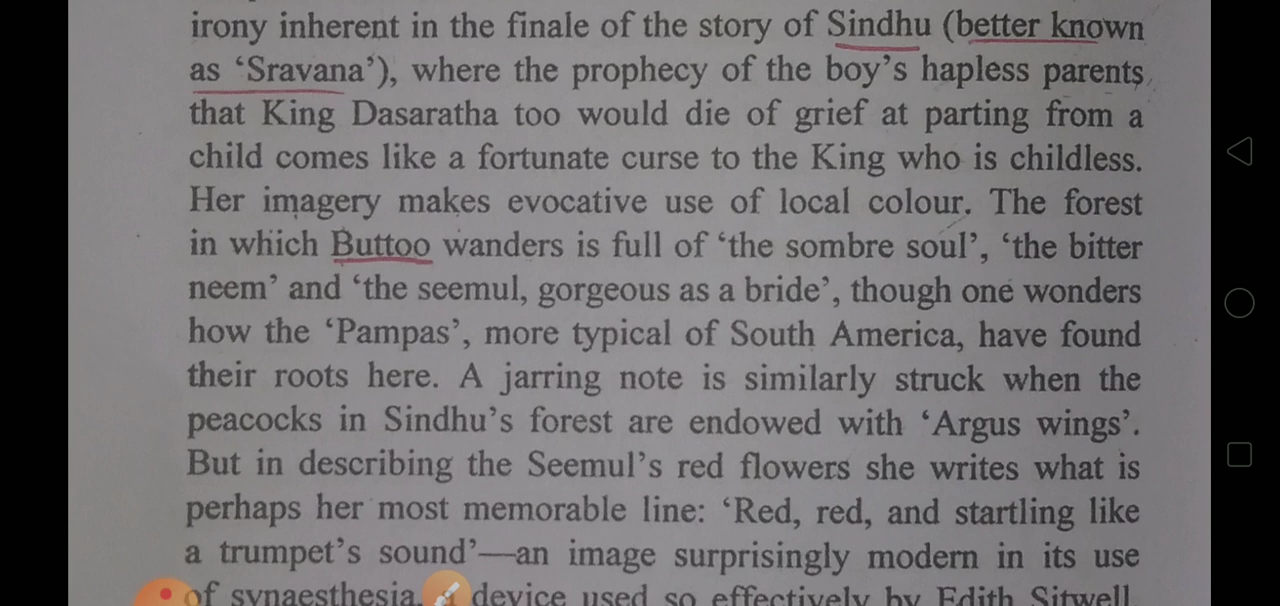 irony inherent in the finale of the story of Sindhu (better known
as ‘Sravana’), where the prophecy of the boy’s hapless parents
that King Dasaratha too would die of grief at parting from a
child comes like a fortunate curse to the King who is childless.
Her imagery makes evocative use of local colour. The forest
in which Buttoo wanders is full of ‘the sombre soul’, ‘the bitter
neem’ and ‘the seemul, gorgeous as a bride’, though one wonders
how the ‘Pampas’, more typical of South America, have found
their roots here. A jarring note is similarly struck when the
peacocks in Sindhu’s forest are endowed with ‘Argus wings’.
But in describing the Seemul’s red flowers she writes what is
perhaps her most memorable line: ‘Red, red, and startling like
a trumpet’s sound’—an image surprisingly modern in its use
of synaesthesia, device used so effectively by Edith Sitwell